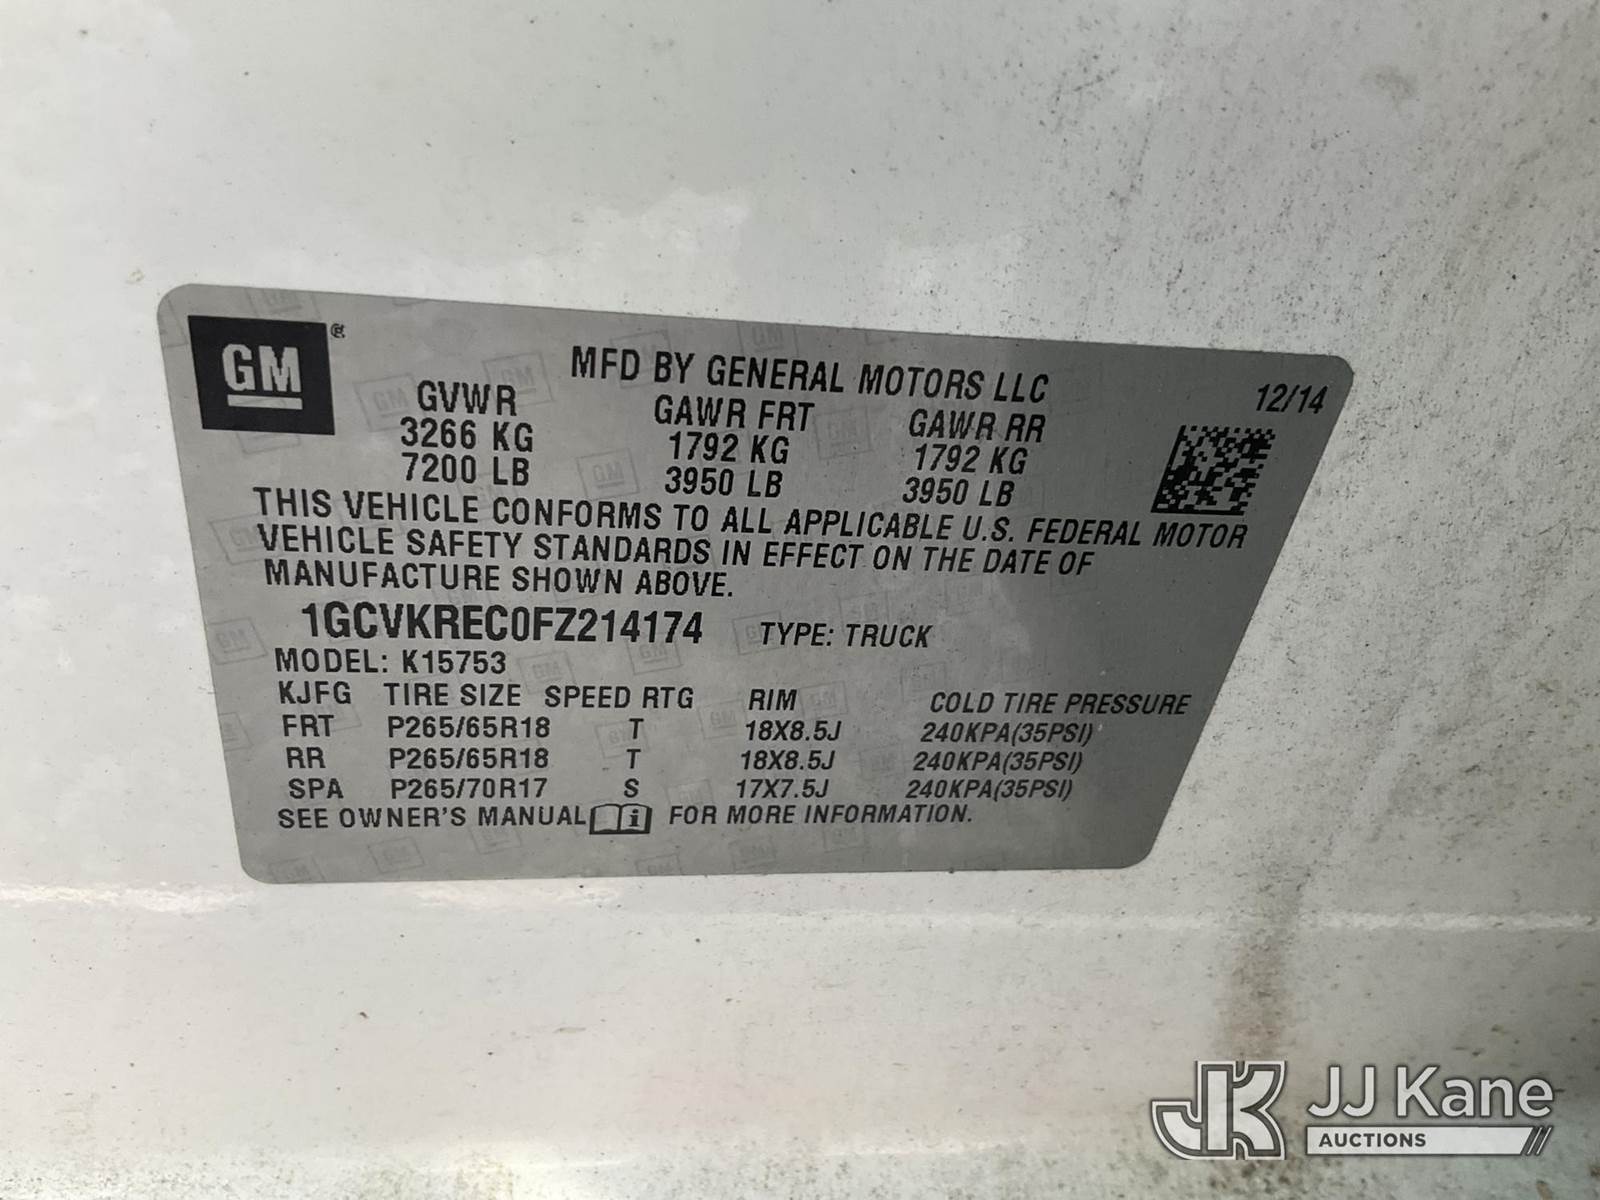 GM
MFD BY GENERAL MOTORS LLC 12/14
GVWR GAWR FRT GAWR RR
3266 KG 1792 KG 1792 KG
7200 LB 3950 LB 3950 LB
THIS VEHICLE CONFORMS TO ALL APPLICABLE U.S. FEDERAL MOTOR
VEHICLE SAFETY STANDARDS IN EFFECT ON THE DATE OF
MANUFACTURE SHOWN ABOVE.
1GCVKREC0FZ214174 TYPE: TRUCK
MODEL: K15753
KJFG TIRE SIZE SPEED RTG RIM COLD TIRE PRESSURE
FRT P265/65R18 T 18X8.5J 240KPA(35PSI)
RR P265/65R18 T 18X8.5J 240KPA(35PSI)
SPA P265/70R17 S 17X7.5J 240KPA(35PSI)
SEE OWNER'S MANUAL i FOR MORE INFORMATION.
JK JJ Kane
AUCTIONS